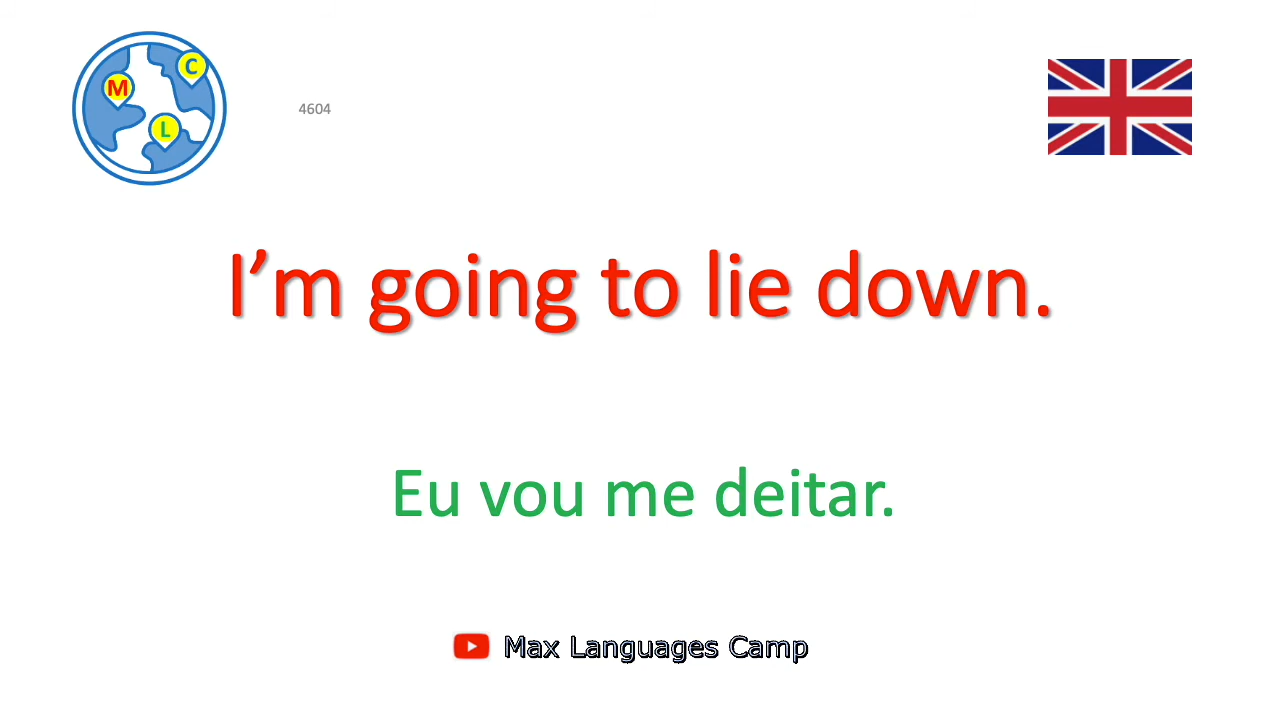 M
C
L
4604
I’m going to lie down.
Eu vou me deitar.
Max Languages Camp